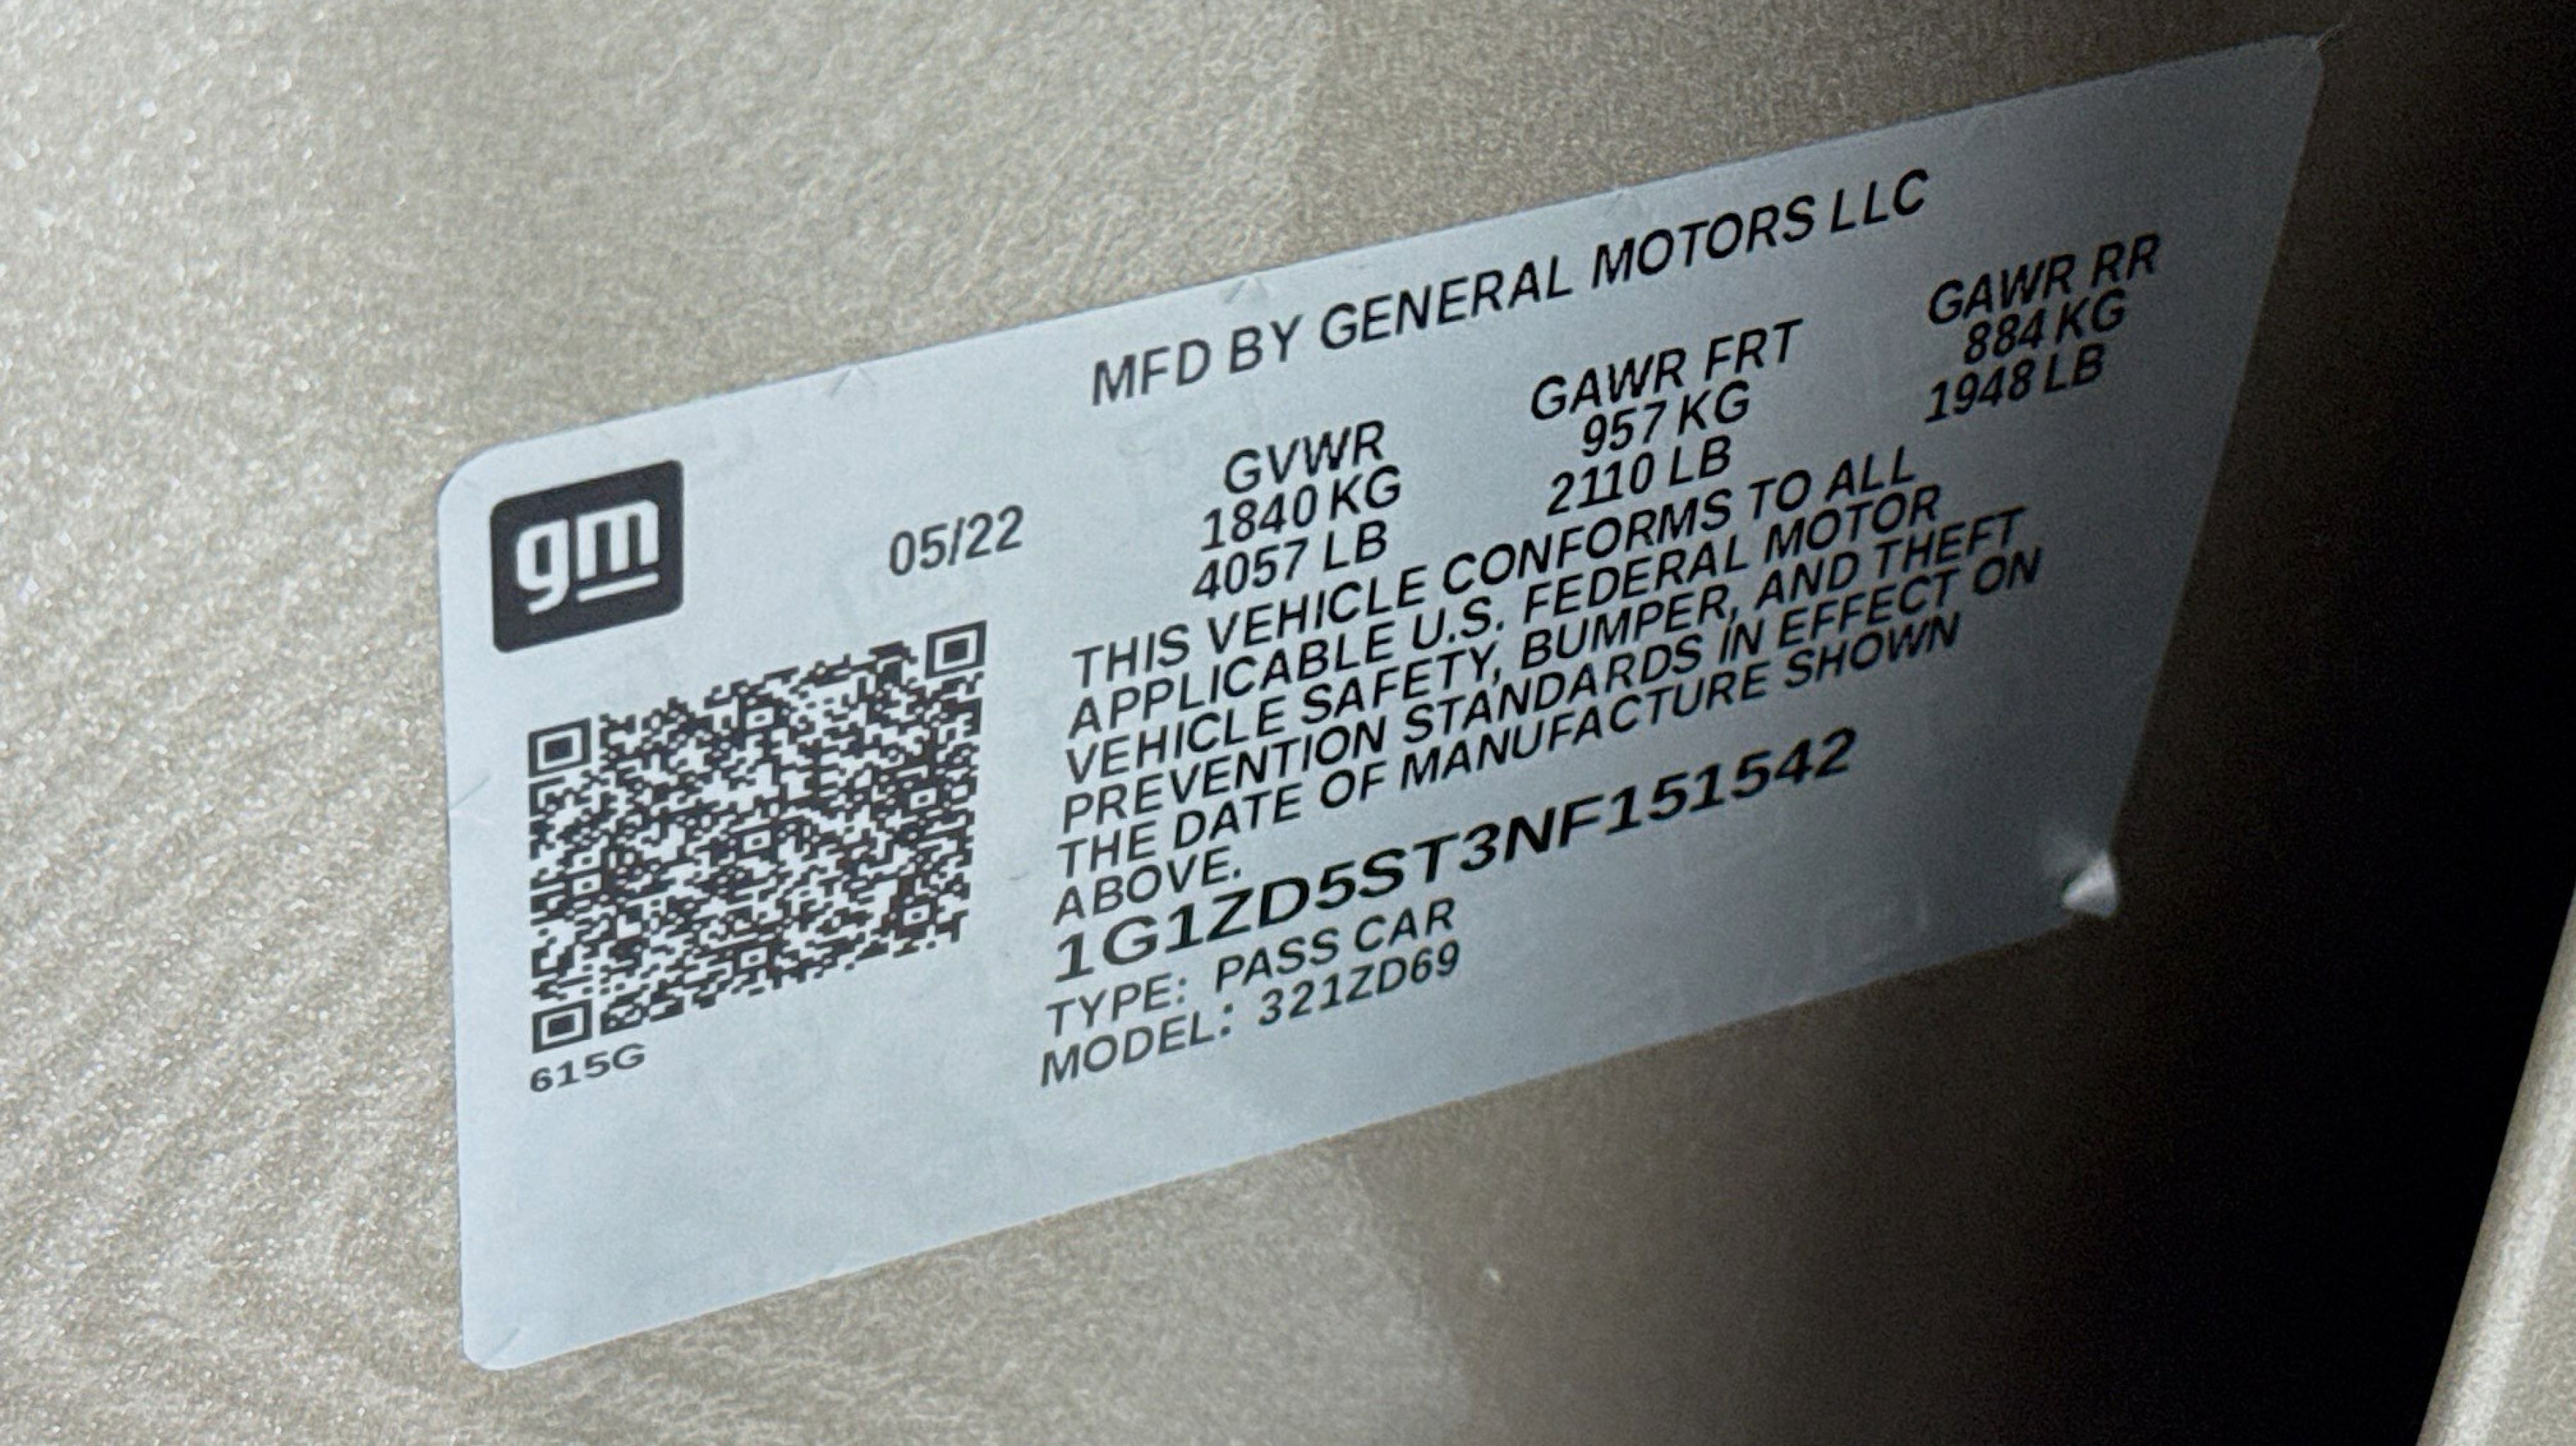 gm
MFD BY GENERAL MOTORS LLC
05/22
GVWR GAWR FRT GAWR RR
1840 KG 957 KG 884 KG
4057 LB 2110 LB 1948 LB
THIS VEHICLE CONFORMS TO ALL
APPLICABLE U.S. FEDERAL MOTOR
VEHICLE SAFETY, BUMPER, AND THEFT
PREVENTION STANDARDS IN EFFECT ON
THE DATE OF MANUFACTURE SHOWN
ABOVE.
1G1ZD5ST3NF151542
TYPE: PASS CAR
MODEL: 321ZD69
615G